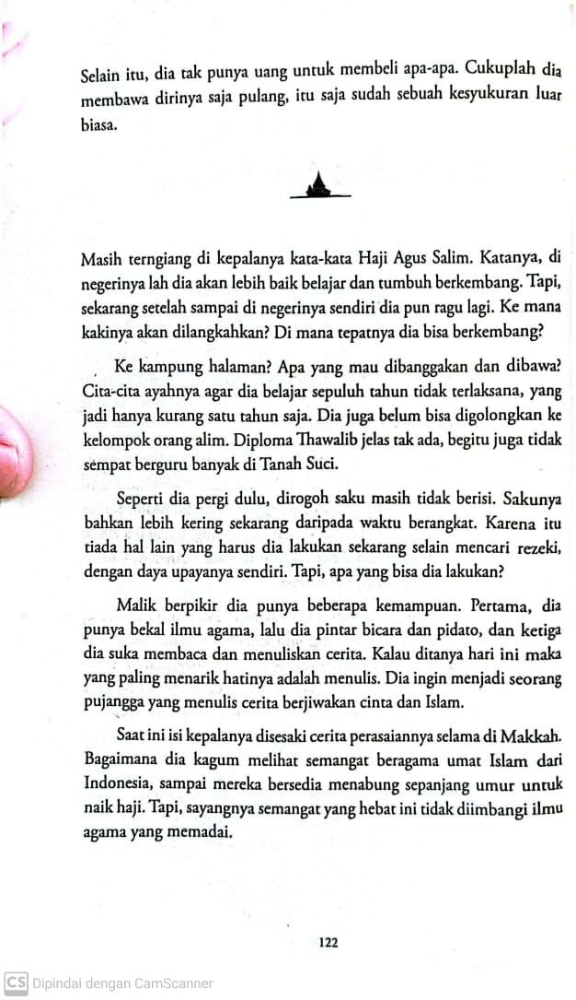 Selain itu, dia tak punya uang untuk membeli apa-apa. Cukuplah dia
membawa dirinya saja pulang, itu saja sudah sebuah kesyukuran luar
biasa.
Masih terngiang di kepalanya kata-kata Haji Agus Salim. Katanya, di
negerinya lah dia akan lebih baik belajar dan tumbuh berkembang. Tapi,
sekarang setelah sampai di negerinya sendiri dia pun ragu lagi. Ke mana
kakinya akan dilangkahkan? Di mana tepatnya dia bisa berkembang?
Ke kampung halaman? Apa yang mau dibanggakan dan dibawa?
Cita-cita ayahnya agar dia belajar sepuluh tahun tidak terlaksana, yang
jadi hanya kurang satu tahun saja. Dia juga belum bisa digolongkan ke
kelompok orang alim. Diploma Thawalib jelas tak ada, begitu juga tidak
sempat berguru banyak di Tanah Suci.
Seperti dia pergi dulu, dirogoh saku masih tidak berisi. Sakunya
bahkan lebih kering sekarang daripada waktu berangkat. Karena itu
tiada hal lain yang harus dia lakukan sekarang selain mencari rezeki,
dengan daya upayanya sendiri. Tapi, apa yang bisa dia lakukan?
Malik berpikir dia punya beberapa kemampuan. Pertama, dia
punya bekal ilmu agama, lalu dia pintar bicara dan pidato, dan ketiga
dia suka membaca dan menuliskan cerita. Kalau ditanya hari ini maka
yang paling menarik hatinya adalah menulis. Dia ingin menjadi seorang
pujangga yang menulis cerita berjiwakan cinta dan Islam.
Saat ini isi kepalanya disesaki cerita perasaiannya selama di Makkah.
Bagaimana dia kagum melihat semangat beragama umat Islam dari
Indonesia, sampai mereka bersedia menabung sepanjang umur untuk
naik haji. Tapi, sayangnya semangat yang hebat ini tidak diimbangi ilmu
agama yang memadai.
122
CS Dipindai dengan CamScanner